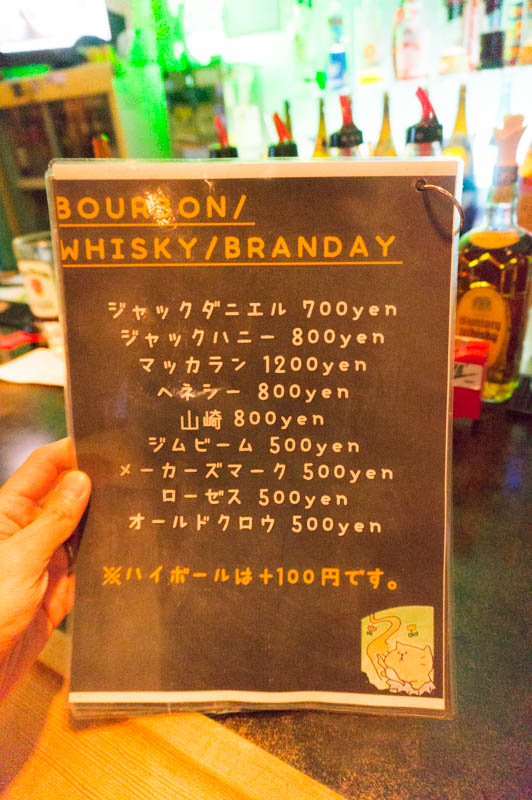 BOURBON/
WHISKY/BRANDAY
ジャックダニエル 700yen
ジャックハニー 800yen
マッカラン 1200yen
ヘネシー 800yen
山崎 800yen
ジムビーム 500yen
メーカーズマーク 500yen
ローゼス 500yen
オールドクロウ 500yen
※ハイボールは+100円です。
Suntory
Whisky